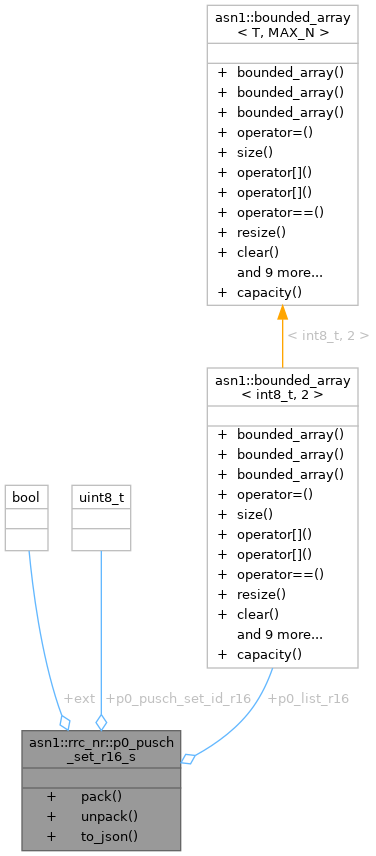 asn1::bounded_array
< T, MAX_N >
+ bounded_array()
+ bounded_array()
+ bounded_array()
+ operator=()
+ size()
+ operator[]()
+ operator[]()
+ operator==()
+ resize()
+ clear()
and 9 more...
+ capacity()
< int8_t, 2 >
asn1::bounded_array
< int8_t, 2 >
+ bounded_array()
+ bounded_array()
+ bounded_array()
+ operator=()
+ size()
+ operator[]()
+ operator[]()
+ operator==()
+ resize()
+ clear()
and 9 more...
+ capacity()
bool
uint8_t
+ext
+p0_pusch_set_id_r16
+p0_list_r16
asn1::rrc_nr::p0_pusch
_set_r16_s
+ pack()
+ unpack()
+ to_json()